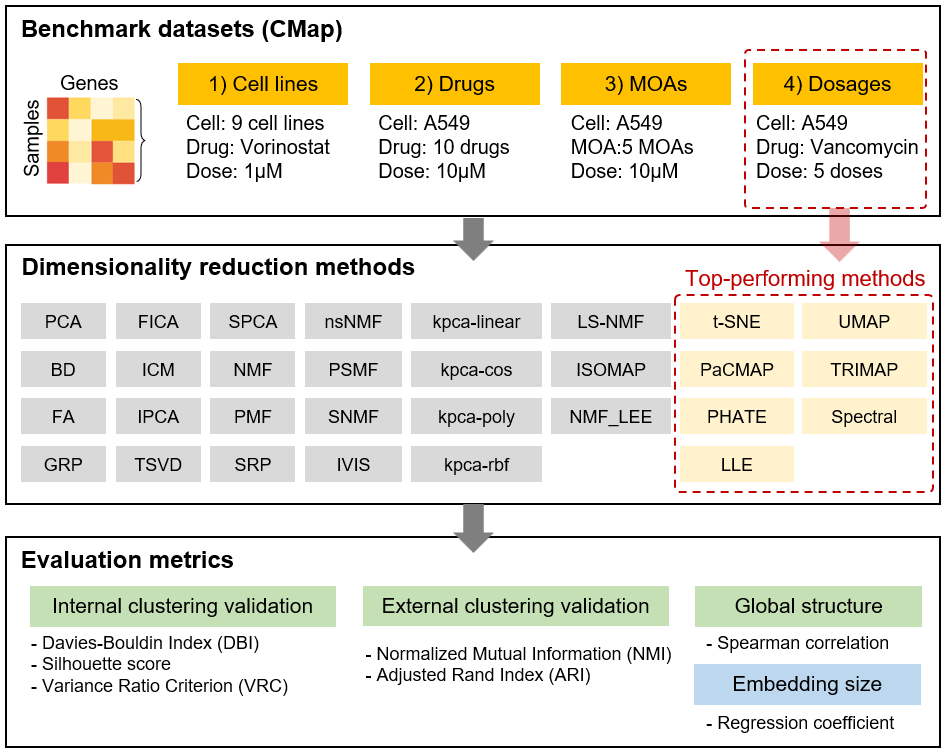 Benchmark datasets (CMap)
Genes
Samples
1) Cell lines
Cell: 9 cell lines
Drug: Vorinostat
Dose: 1µM
2) Drugs
Cell: A549
Drug: 10 drugs
Dose: 10µM
3) MOAs
Cell: A549
MOA:5 MOAs
Dose: 10µM
4) Dosages
Cell: A549
Drug: Vancomycin
Dose: 5 doses
Dimensionality reduction methods
Top-performing methods
PCA FICA SPCA nsNMF kpca-linear LS-NMF t-SNE UMAP
BD ICM NMF PSMF kpca-cos ISOMAP PaCMAP TRIMAP
FA IPCA PMF SNMF kpca-poly NMF_LEE PHATE Spectral
GRP TSVD SRP IVIS kpca-rbf LLE
Evaluation metrics
Internal clustering validation
- Davies-Bouldin Index (DBI)
- Silhouette score
- Variance Ratio Criterion (VRC)
External clustering validation
- Normalized Mutual Information (NMI)
- Adjusted Rand Index (ARI)
Global structure
- Spearman correlation
Embedding size
- Regression coefficient